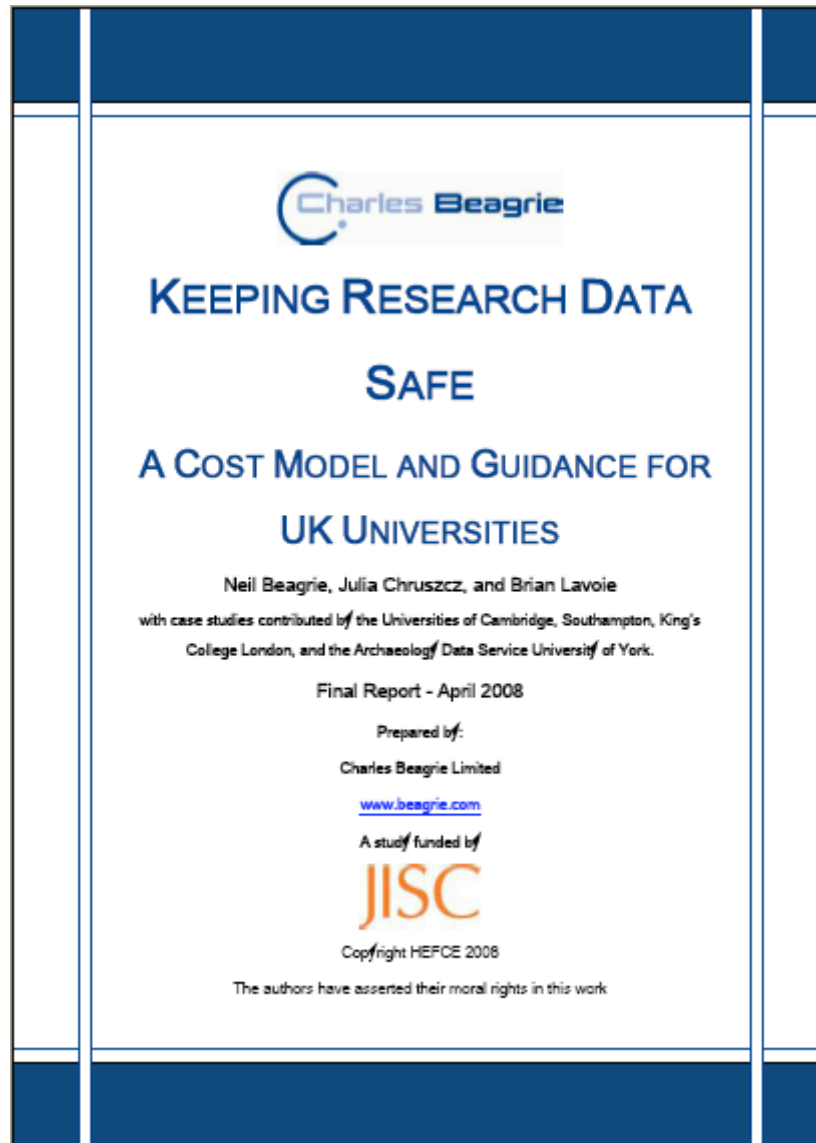 Charles Beagrie
KEEPING RESEARCH DATA
SAFE
A COST MODEL AND GUIDANCE FOR
UK UNIVERSITIES
Neil Beagrie, Julia Chruszcz, and Brian Lavoie
with case studies contributed by the Universities of Cambridge, Southampton, King's
College London, and the Archaeology Data Service University of York.
Final Report - April 2008
Prepared by:
Charles Beagrie Limited
www.beagrie.com
A study funded by
JISC
Copyright HEFCE 2008
The authors have asserted their moral rights in this work